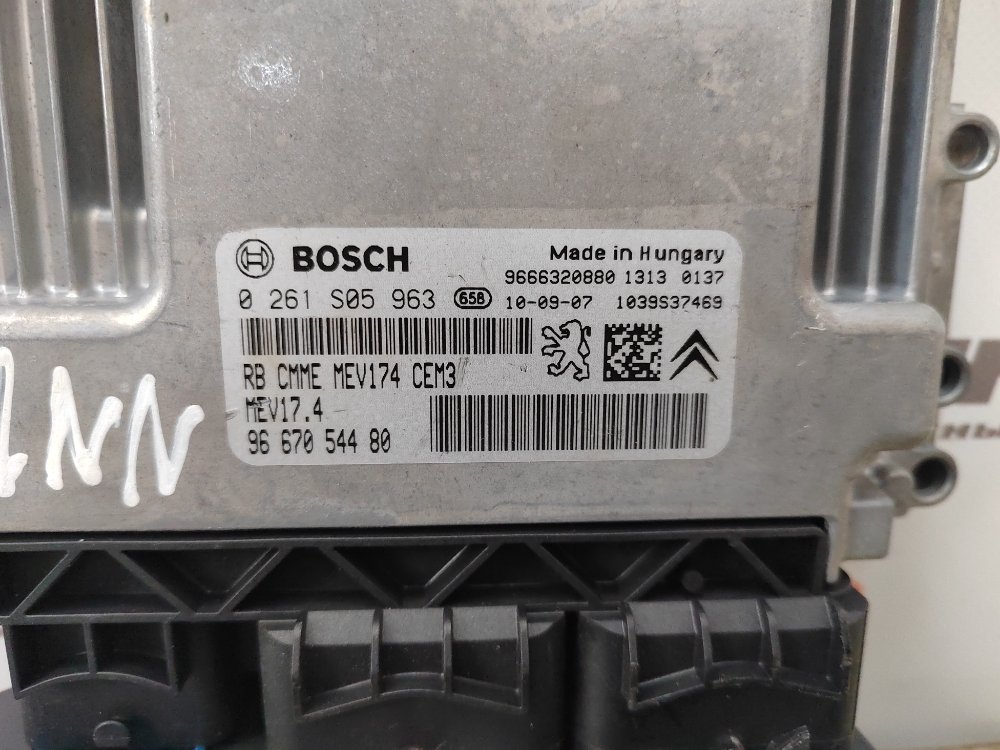 BOSCH
Made in Hungary
9666320880 1313 0137
0 261 S05 963 658 10-09-07 1039S37469
RB CMME MEV174 CEM3
MEV17.4
96 670 544 80